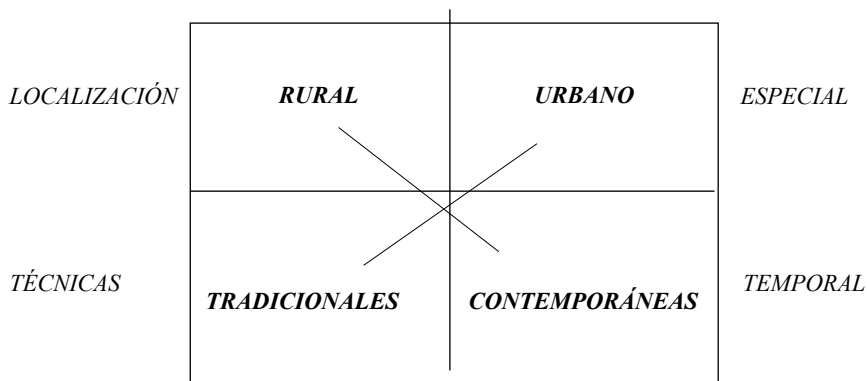 LOCALIZACIÓN RURAL URBANO ESPECIAL
TÉCNICAS TRADICIONALES CONTEMPORÁNEAS TEMPORAL